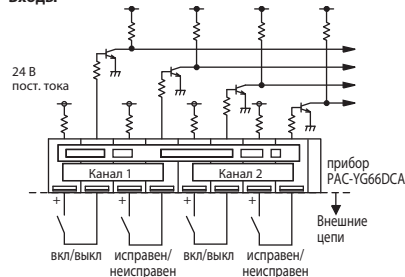 Входы
24 В
пост. тока
Канал 1
Канал 2
прибор
PAC-YG66DCA
+
+
+
+
Внешние
цепи
вкл/выкл
исправен/
неисправен
вкл/выкл
исправен/
неисправен